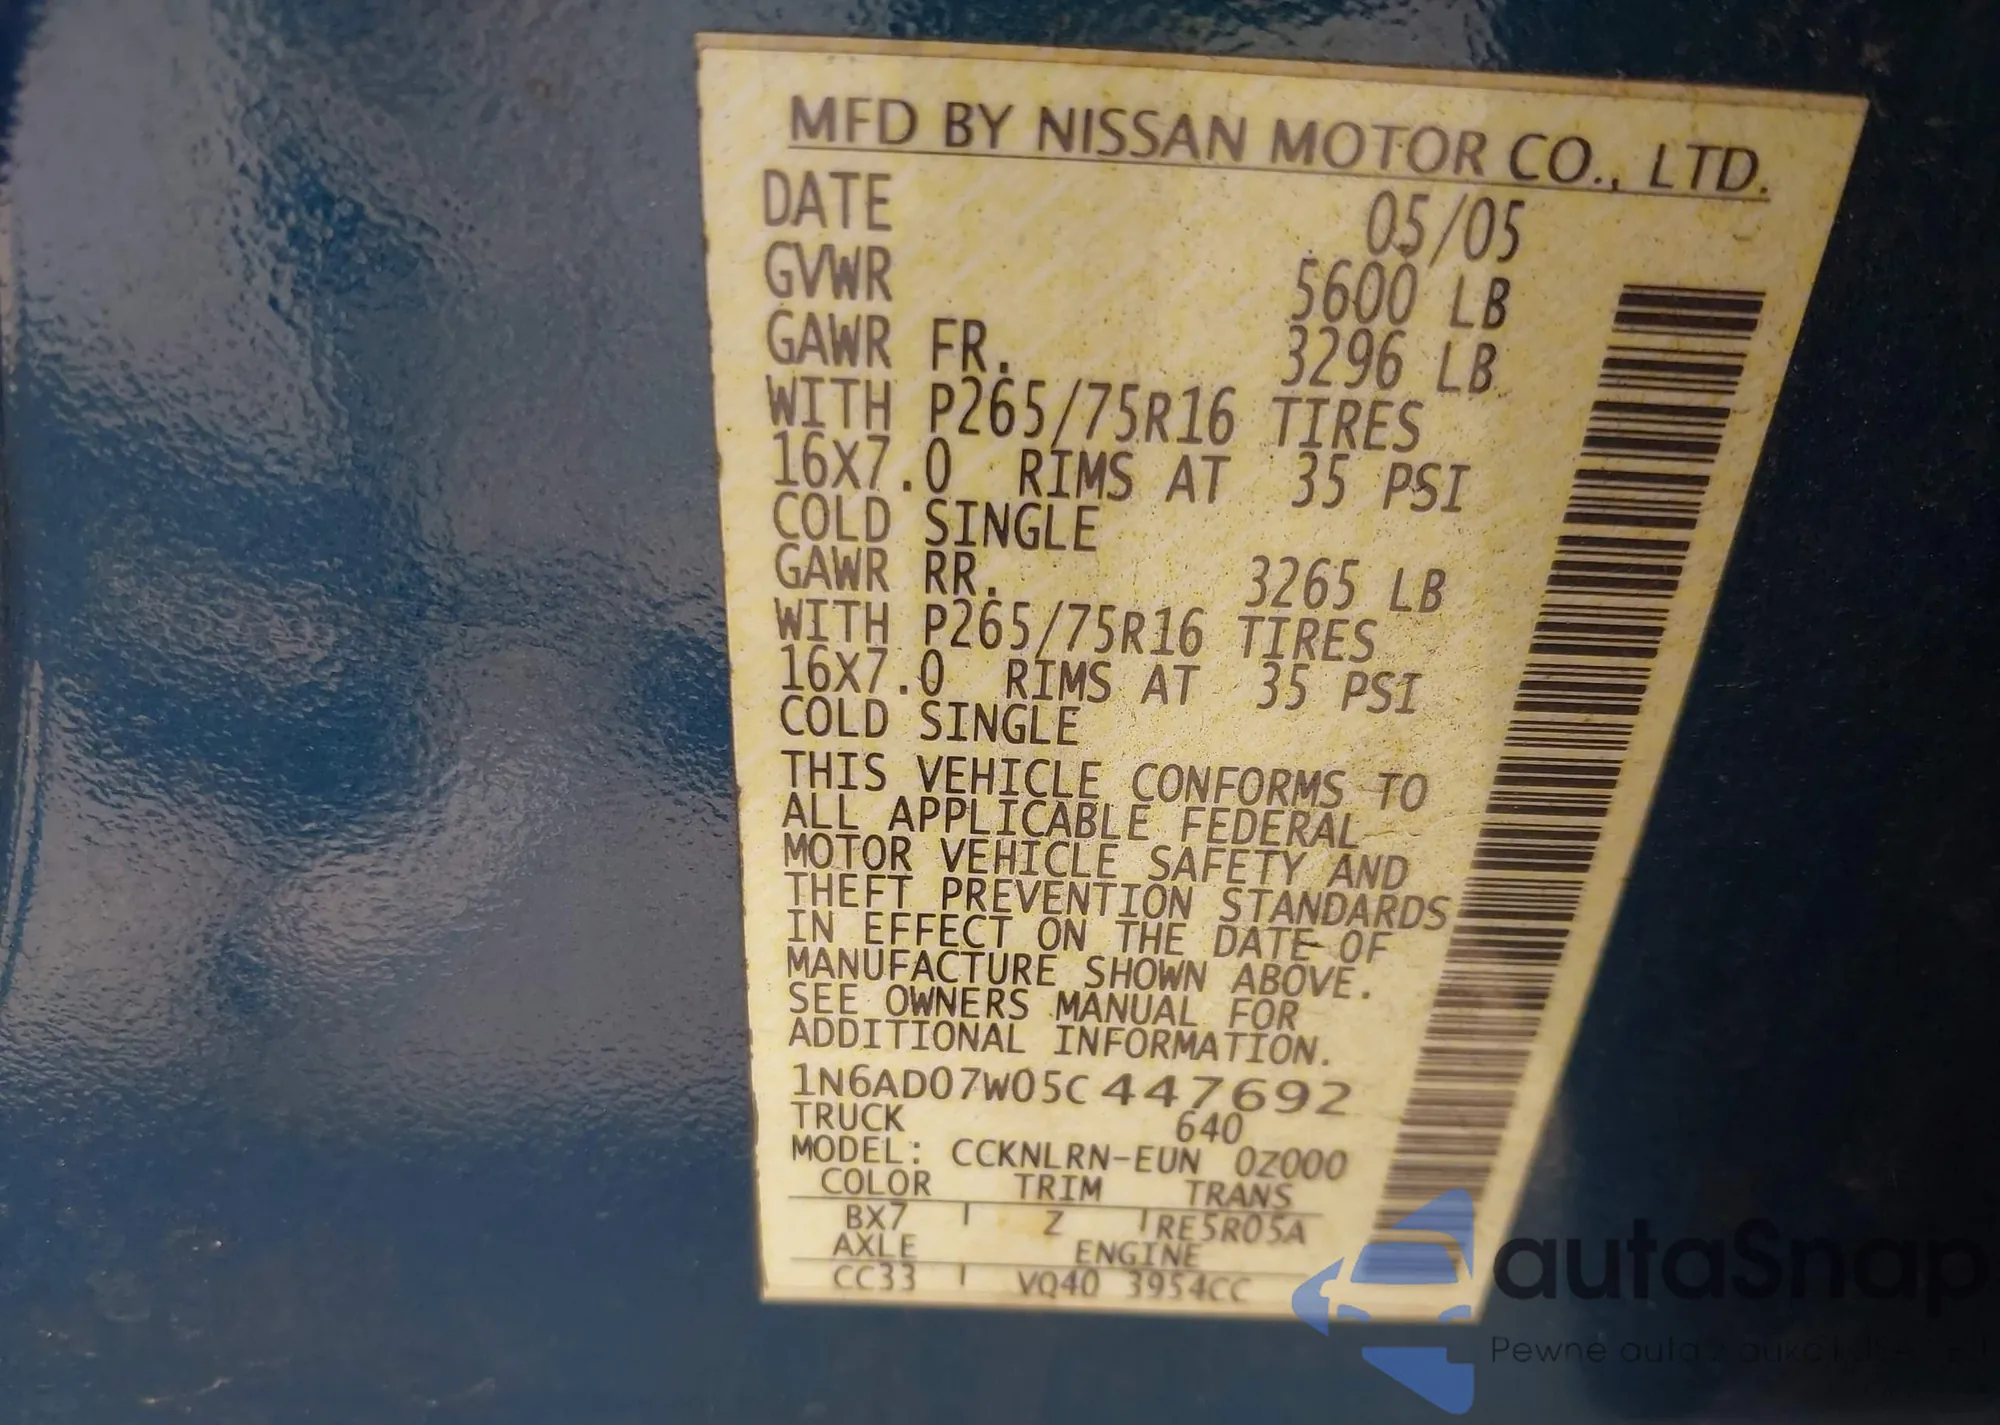 MFD BY NISSAN MOTOR CO., LTD.
DATE 05/05
GVWR 5600 LB
GAWR FR. 3296 LB
WITH P265/75R16 TIRES
16X7.0 RIMS AT 35 PSI
COLD SINGLE
GAWR RR. 3265 LB
WITH P265/75R16 TIRES
16X7.0 RIMS AT 35 PSI
COLD SINGLE
THIS VEHICLE CONFORMS TO
ALL APPLICABLE FEDERAL
MOTOR VEHICLE SAFETY AND
THEFT PREVENTION STANDARDS
IN EFFECT ON THE DATE OF
MANUFACTURE SHOWN ABOVE.
SEE OWNERS MANUAL FOR
ADDITIONAL INFORMATION.
1N6AD07W05C447692
TRUCK 640
MODEL: CCKNLRN-EUN 0Z000
COLOR TRIM TRANS
BX7 Z RE5R05A
AXLE ENGINE
CC33 VQ40 3954CC
autaSnap
Pewne auta z